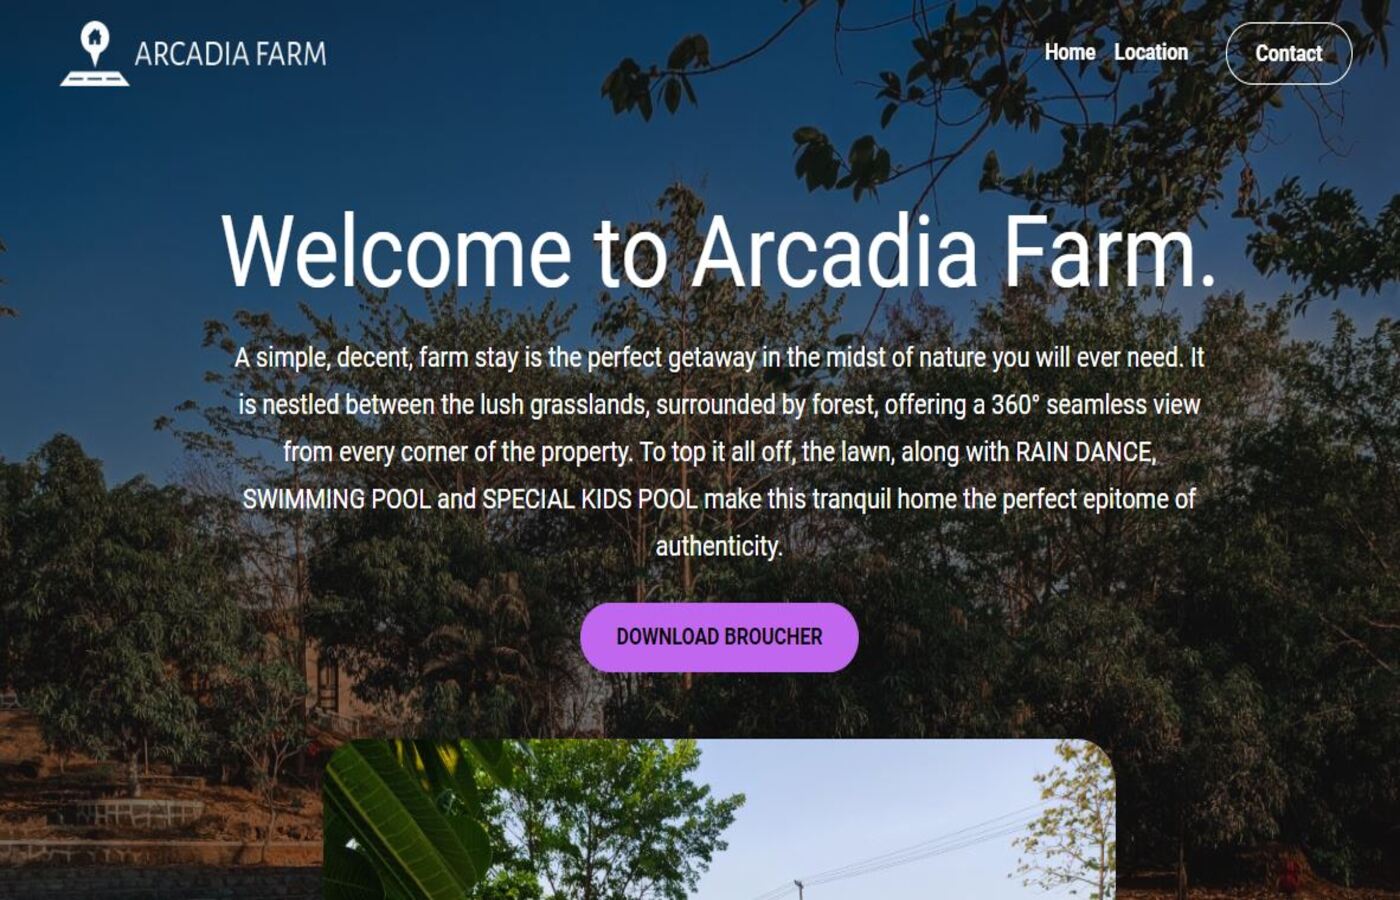 ARCADIA FARM
Home Location Contact
Welcome to Arcadia Farm.
A simple, decent, farm stay is the perfect getaway in the midst of nature you will ever need. It
is nestled between the lush grasslands, surrounded by forest, offering a 360° seamless view
from every corner of the property. To top it all off, the lawn, along with RAIN DANCE,
SWIMMING POOL and SPECIAL KIDS POOL make this tranquil home the perfect epitome of
authenticity.
DOWNLOAD BROUCHER